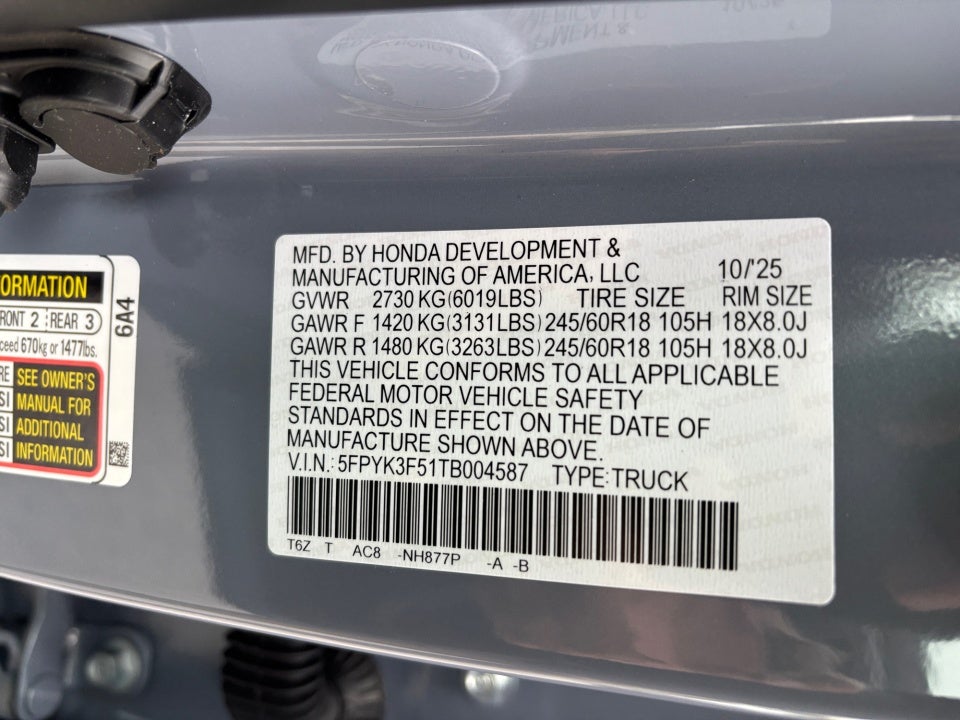 ORMATION
RONT 2 REAR 3
ceed 670kg or 1477lbs.
RE SEE OWNER'S
SI MANUAL FOR
SI ADDITIONAL
SI INFORMATION
6A4
MFD. BY HONDA DEVELOPMENT &
MANUFACTURING OF AMERICA, LLC 10/'25
GVWR 2730 KG(6019LBS) TIRE SIZE RIM SIZE
GAWR F 1420 KG(3131LBS) 245/60R18 105H 18X8.0J
GAWR R 1480 KG(3263LBS) 245/60R18 105H 18X8.0J
THIS VEHICLE CONFORMS TO ALL APPLICABLE
FEDERAL MOTOR VEHICLE SAFETY
STANDARDS IN EFFECT ON THE DATE OF
MANUFACTURE SHOWN ABOVE.
V.I.N.: 5FPYK3F51TB004587 TYPE:TRUCK
T6Z T AC8 -NH877P -A -B